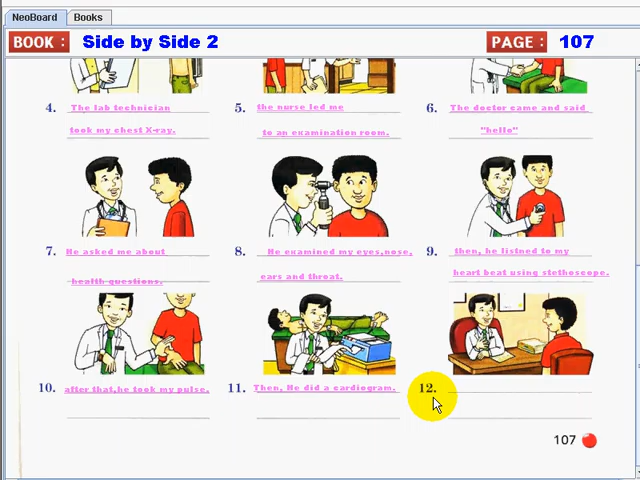 NeoBoard Books
BOOK : Side by Side 2 PAGE : 107
4. The lab technician
took my chest X-ray.
5. the nurse led me
to an examination room.
6. The doctor came and said
"hello"
7. He asked me about
health questions.
8. He examined my eyes,nose,
ears and throat.
9. then, he listned to my
heart beat using stethoscope.
10. after that,he took my pulse.
11. Then, He did a cardiogram.
12.
107